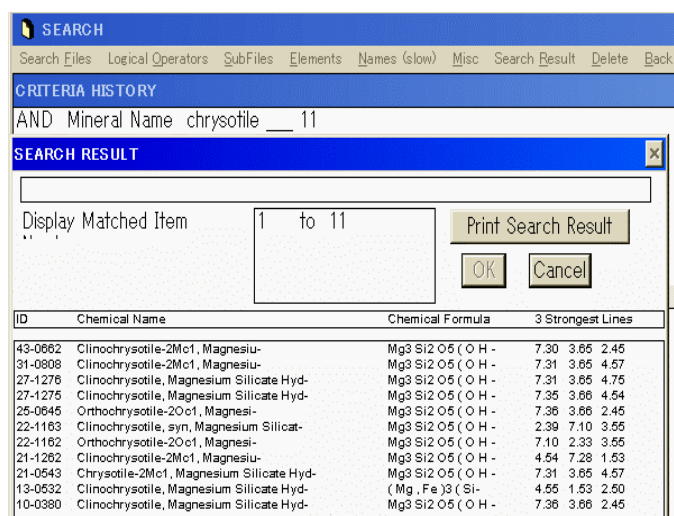 SEARCH
Search Files Logical Operators SubFiles Elements Names (slow) Misc Search Result Delete Back
CRITERIA HISTORY
AND Mineral Name chrysotile ___ 11
SEARCH RESULT
Display Matched Item
1 to 11
Print Search Result
OK Cancel
ID Chemical Name Chemical Formula 3 Strongest Lines
43-0662 Clinochrysotile-2Mc1, Magnesiu- Mg3 Si2 O5 ( O H - 7.30 3.65 2.45
31-0808 Clinochrysotile-2Mc1, Magnesiu- Mg3 Si2 O5 ( O H - 7.31 3.65 4.57
27-1276 Clinochrysotile, Magnesium Silicate Hyd- Mg3 Si2 O5 ( O H - 7.31 3.65 4.75
27-1275 Clinochrysotile, Magnesium Silicate Hyd- Mg3 Si2 O5 ( O H - 7.35 3.66 4.54
25-0645 Orthochrysotile-2Oc1, Magnesi- Mg3 Si2 O5 ( O H - 7.36 3.66 2.45
22-1163 Clinochrysotile, syn, Magnesium Silicat- Mg3 Si2 O5 ( O H - 2.39 7.10 3.55
22-1162 Orthochrysotile-2Oc1, Magnesi- Mg3 Si2 O5 ( O H - 7.10 2.33 3.55
21-1262 Clinochrysotile, Magnesium Silicate Hyd- Mg3 Si2 O5 ( O H - 4.54 7.28 1.53
21-0543 Chrysotile-2Mc1, Magnesium Silicate Hyd- Mg3 Si2 O5 ( O H - 7.31 3.65 4.57
13-0532 Clinochrysotile, Magnesium Silicate Hyd- ( Mg , Fe )3 ( Si- 4.55 1.53 2.50
10-0380 Clinochrysotile, Magnesium Silicate Hyd- Mg3 Si2 O5 ( O H - 7.36 3.66 2.45